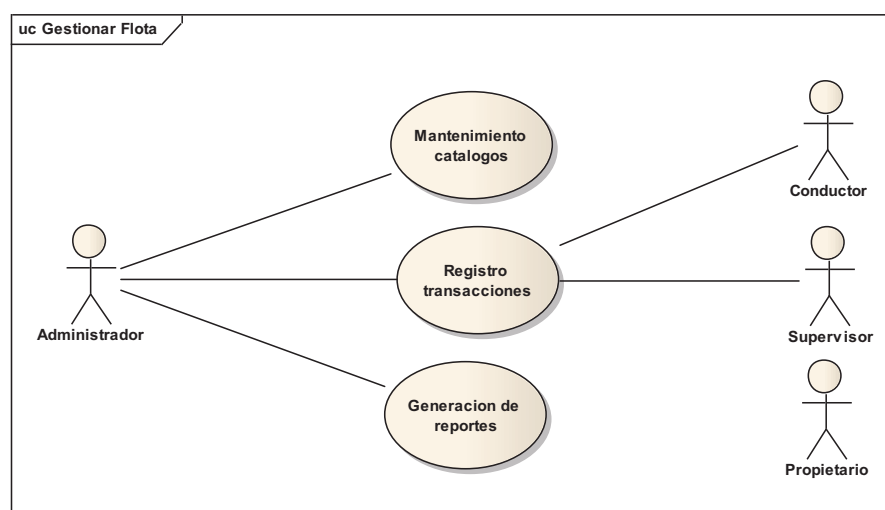 uc Gestionar Flota
Mantenimiento
catalogos
Conductor
Registro
transacciones
Administrador
Supervisor
Generacion de
reportes
Propietario